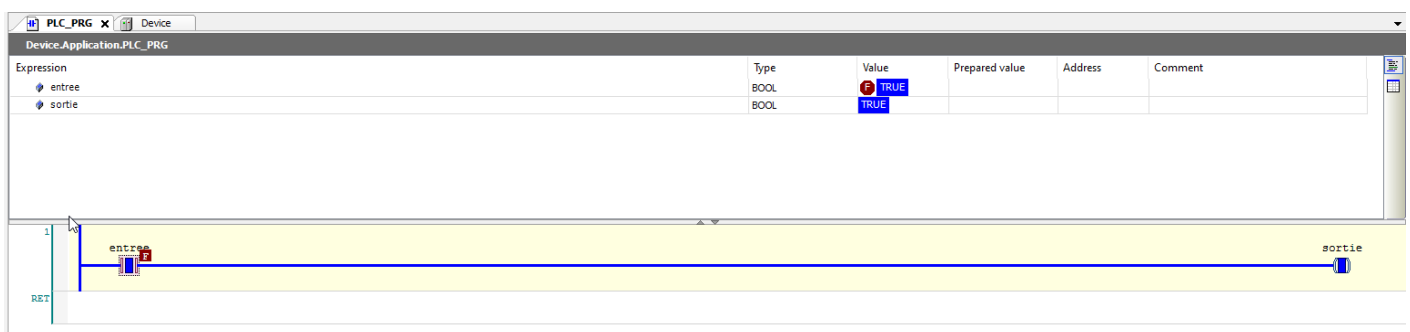 PLC_PRG X Device
Device.Application.PLC_PRG
Expression Type Value Prepared value Address Comment
entree BOOL F TRUE
sortie BOOL TRUE
1
entree sortie
F
RET